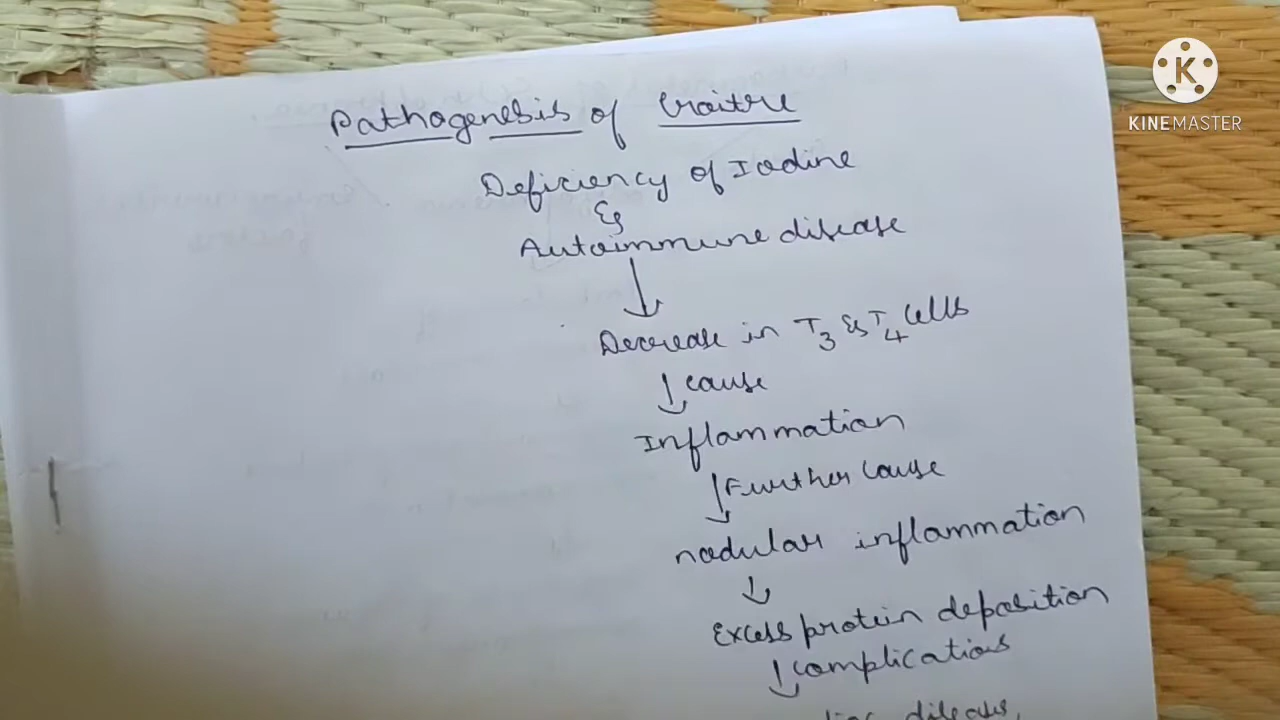 Pathogenesis of Goitre
Deficiency of Iodine
&
Autoimmune disease
Decrease in T3 & T4 cells
cause
Inflammation
Further cause
nodular inflammation
Excess protein deposition
complications
disease,
K
KINEMASTER